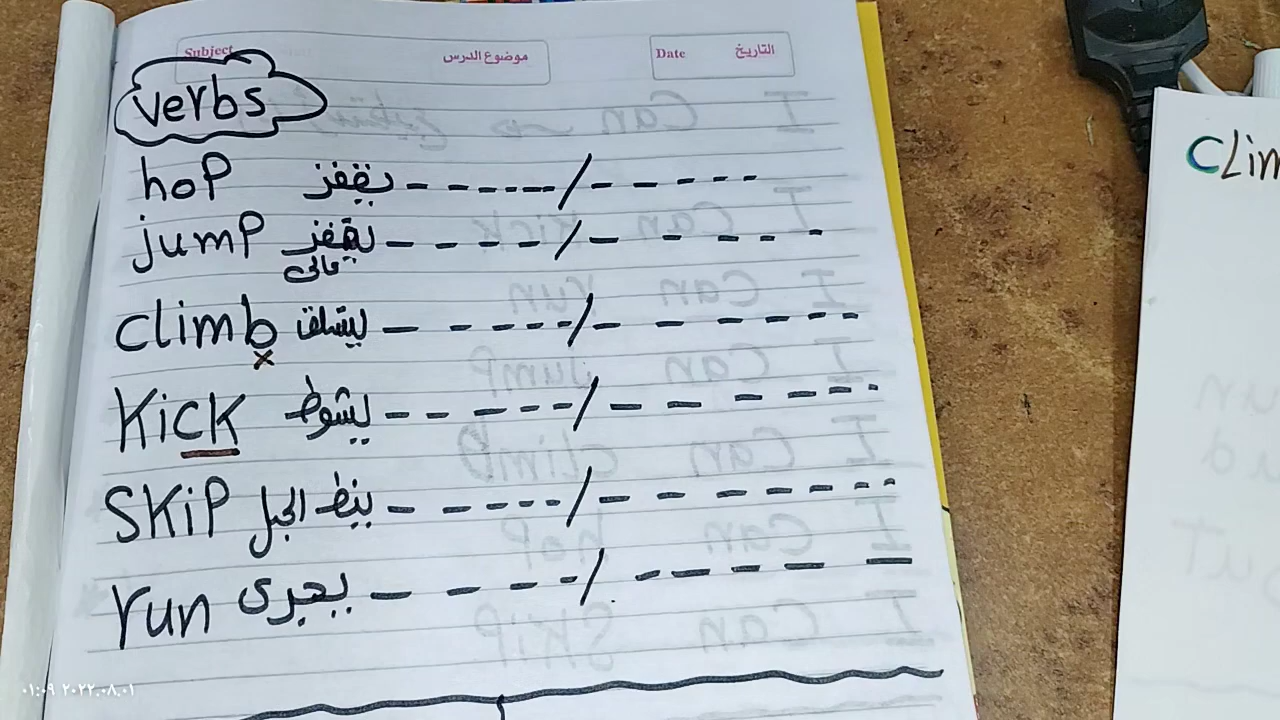 Subject موضوع الدرس
Date التاريخ
verbs
hop يقفز
jump يقفز
عالى
climb يتسلق
Kick يشوط
SKip ينط الحبل
run يجرى
CLim
٠١:٠٩ ٢٠٢٢.٠٨.٠١